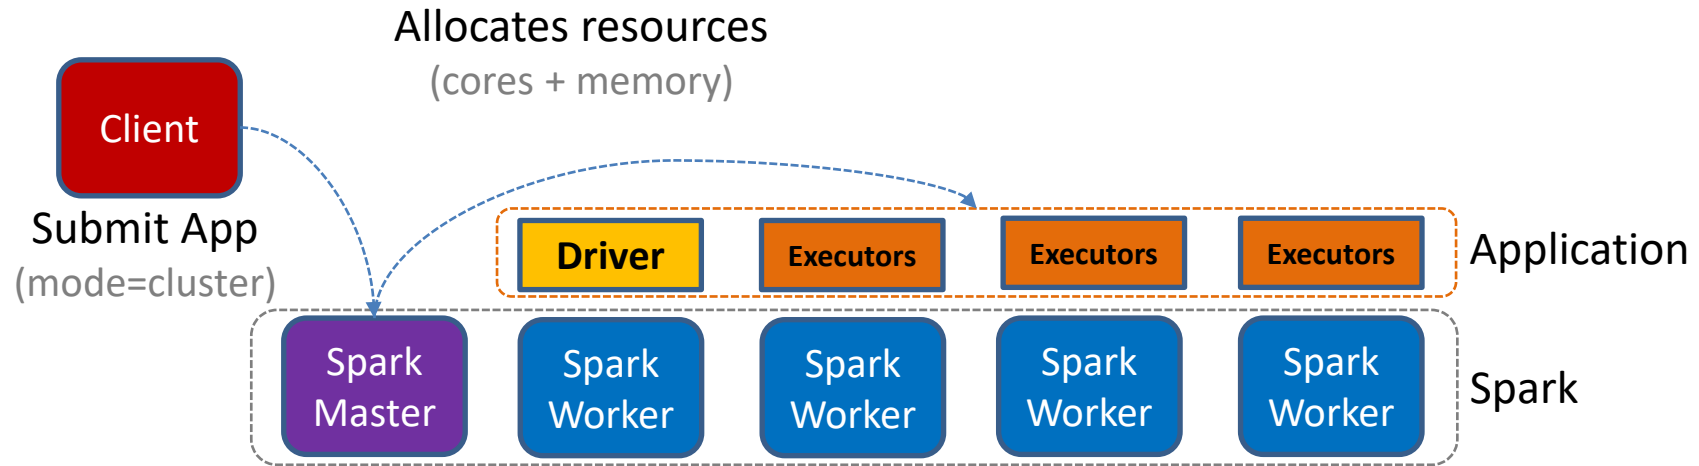 Allocates resources
(cores + memory)
Client
Submit App
(mode=cluster)
Driver
Executors
Executors
Executors
Application
Spark
Master
Spark
Worker
Spark
Worker
Spark
Worker
Spark
Worker
Spark